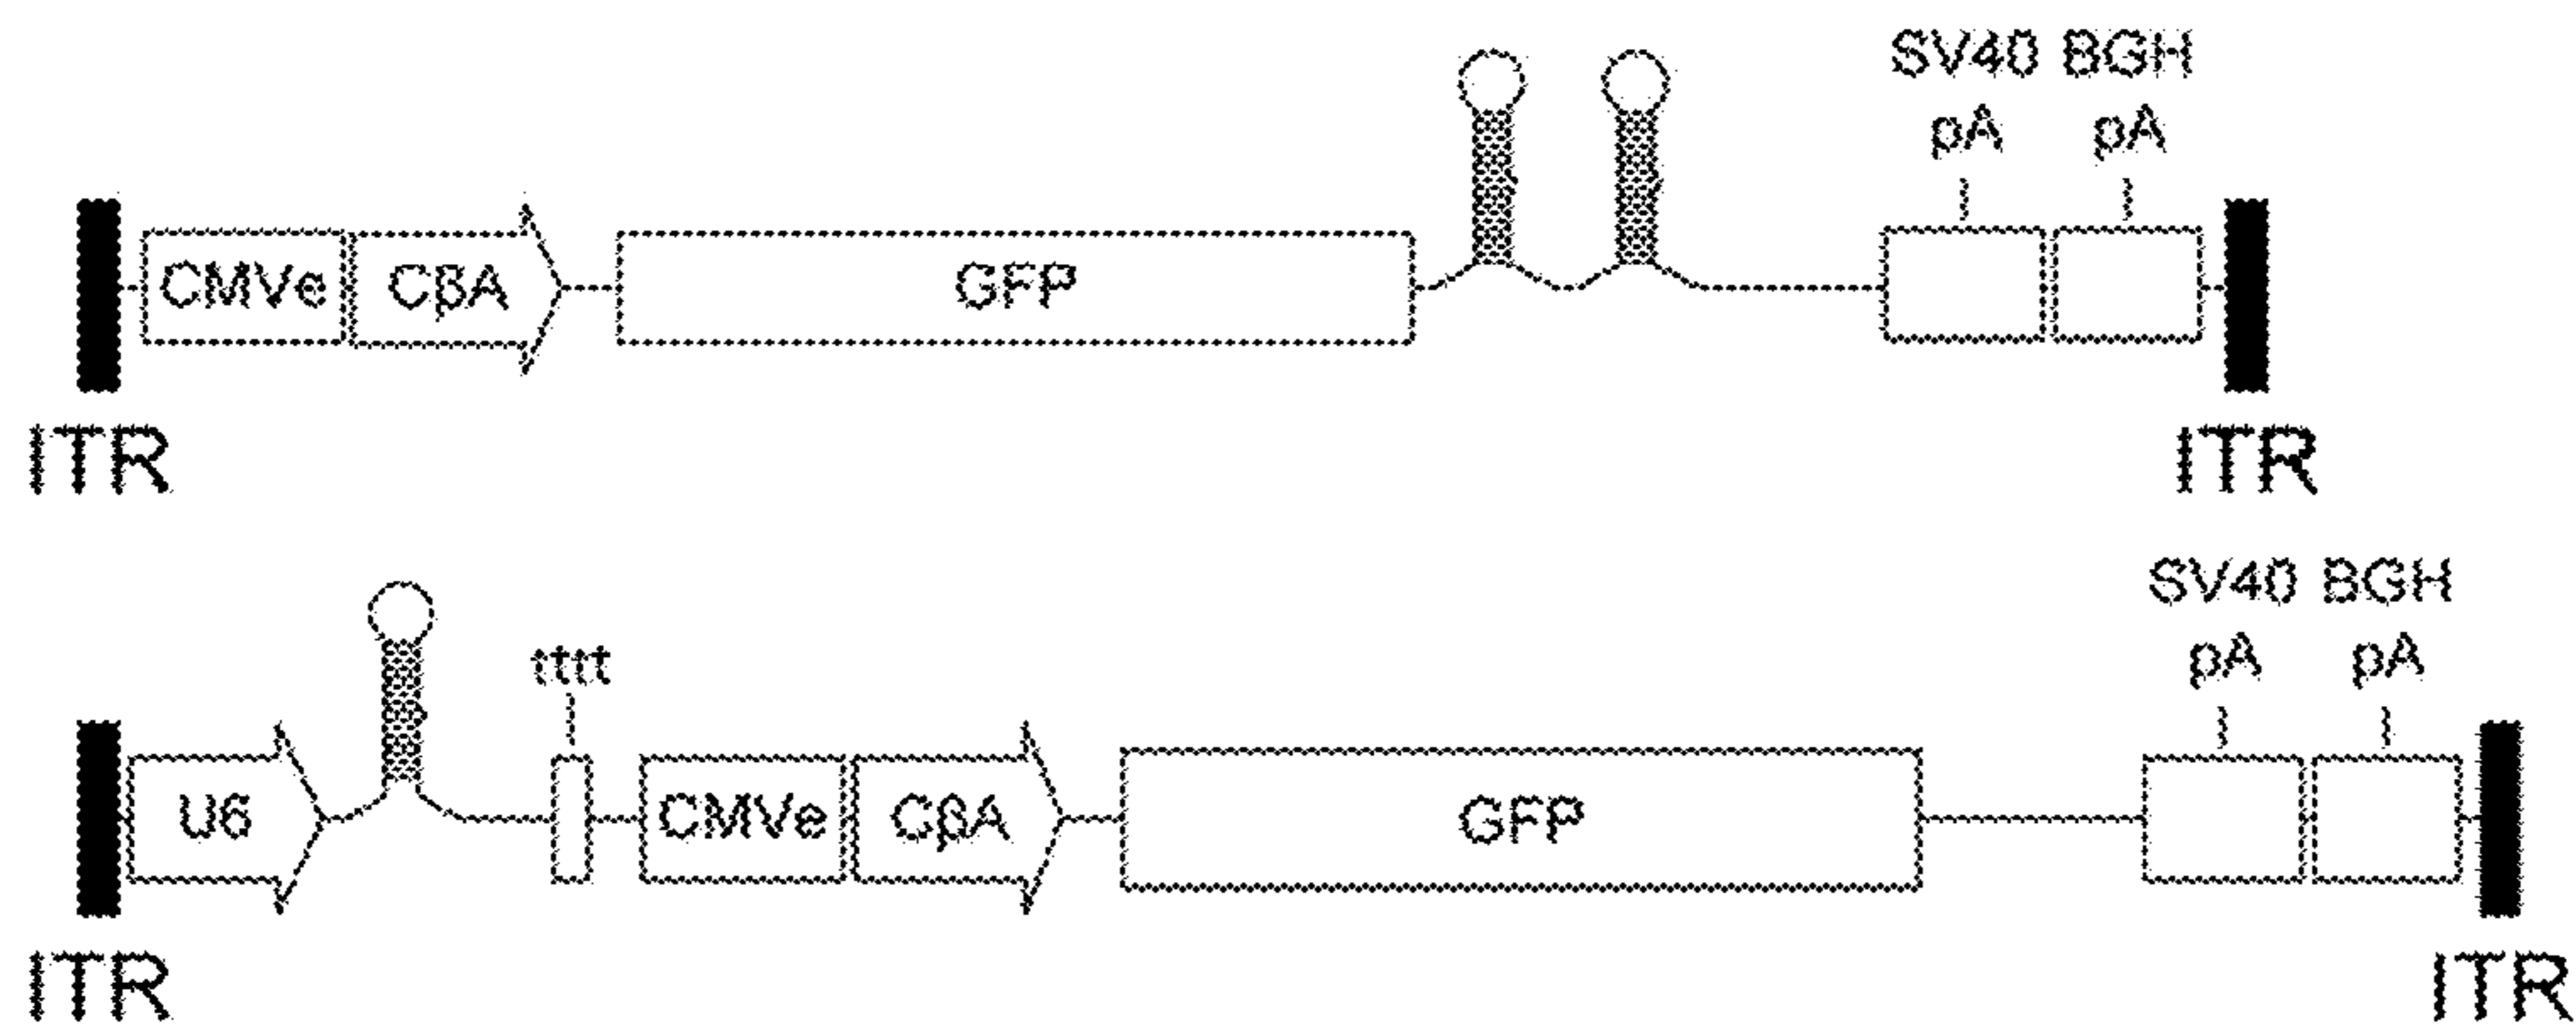 SV40 BGH
pA pA
CMVe CβA GFP
ITR ITR
SV40 BGH
tttt pA pA
U6 CMVe CβA GFP
ITR ITR